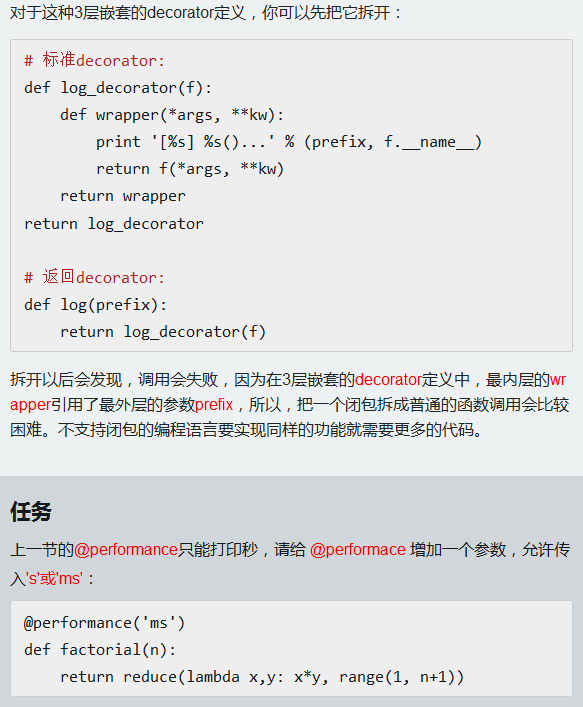 对于这种3层嵌套的decorator定义，你可以先把它拆开：
# 标准decorator:
def log_decorator(f):
    def wrapper(*args, **kw):
        print '[%s] %s()...' % (prefix, f.__name__)
        return f(*args, **kw)
    return wrapper
return log_decorator
# 返回decorator:
def log(prefix):
    return log_decorator(f)
拆开以后会发现，调用会失败，因为在3层嵌套的decorator定义中，最内层的wr
apper引用了最外层的参数prefix，所以，把一个闭包拆成普通的函数调用会比较
困难。不支持闭包的编程语言要实现同样的功能就需要更多的代码。
任务
上一节的@performance只能打印秒，请给 @performace 增加一个参数，允许传
入's'或'ms'：
@performance('ms')
def factorial(n):
    return reduce(lambda x,y: x*y, range(1, n+1))